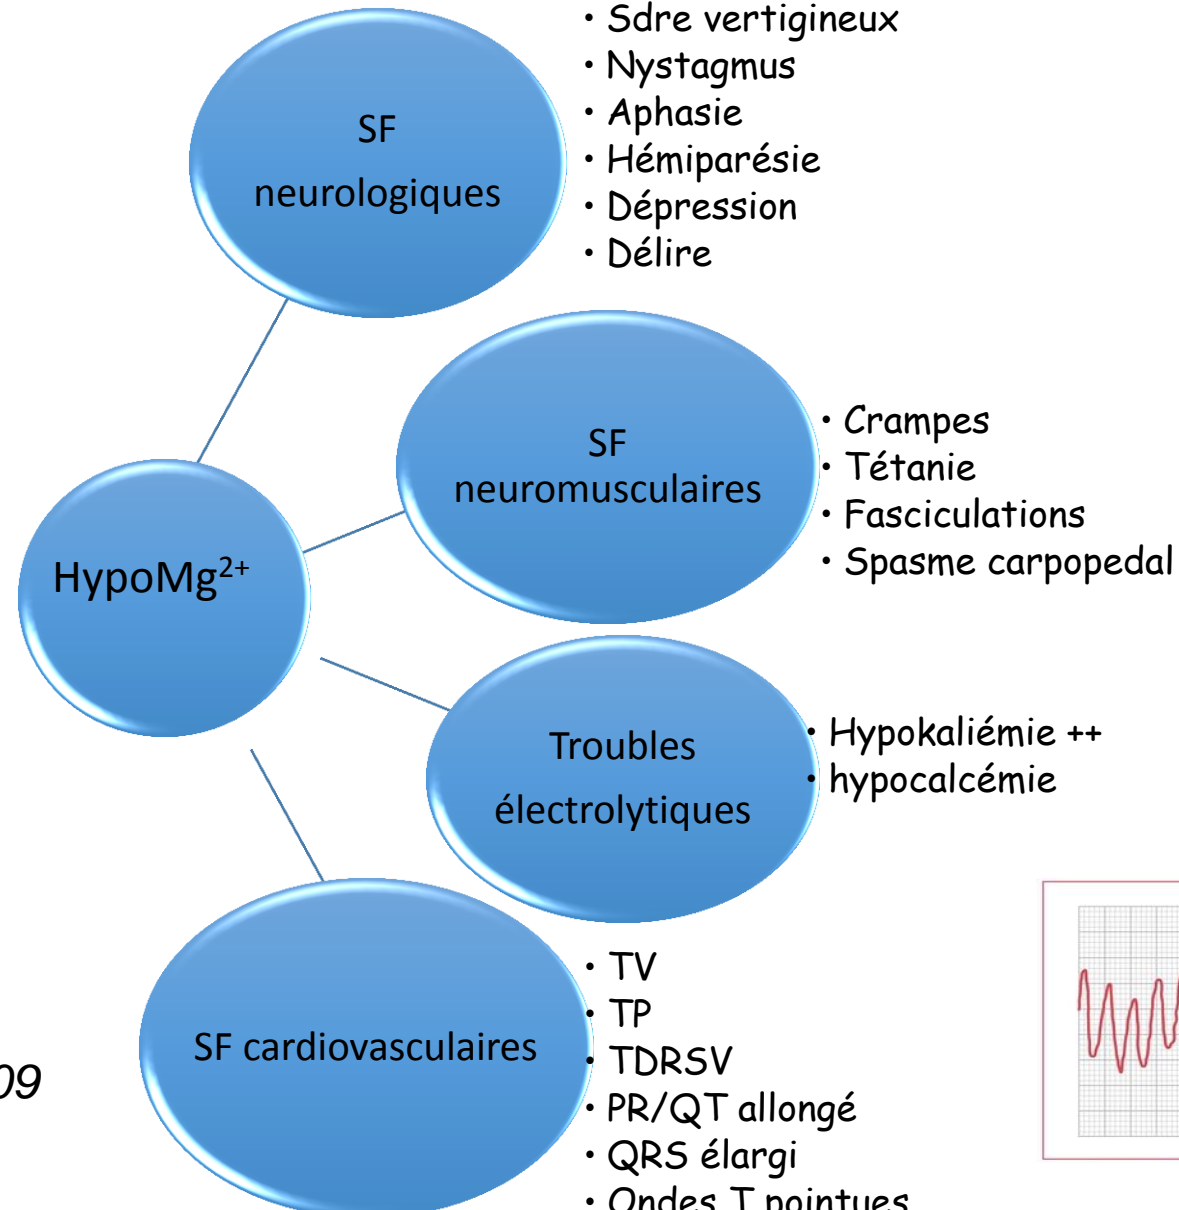 • Sdre vertigineux
• Nystagmus
• Aphasie
• Hémiparésie
• Dépression
• Délire
SF
neurologiques
SF
neuromusculaires
• Crampes
• Tétanie
• Fasciculations
• Spasme carpopedal
HypoMg²⁺
Troubles
électrolytiques
• Hypokaliémie ++
• hypocalcémie
SF cardiovasculaires
• TV
• TP
• TDRSV
• PR/QT allongé
• QRS élargi
• Ondes T pointues
09